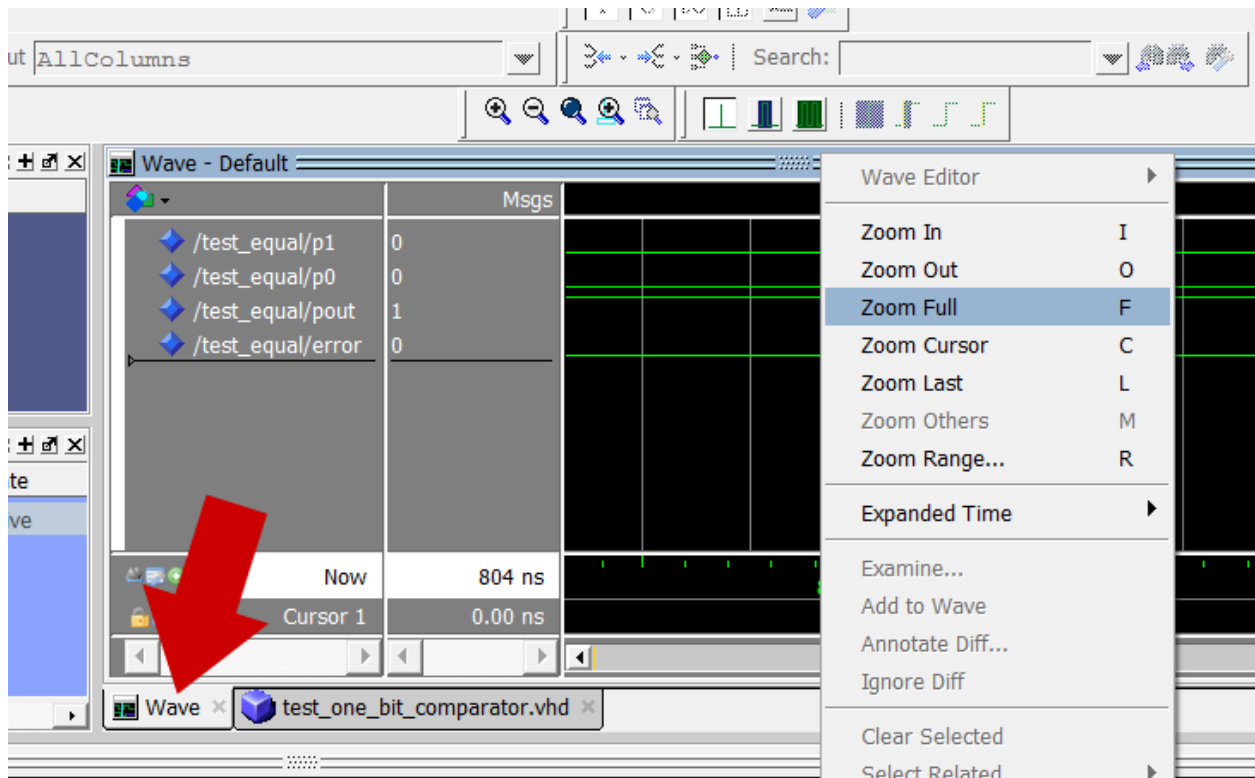 ut AllColumns
Search:
Wave - Default
Msgs
/test_equal/p1 0
/test_equal/p0 0
/test_equal/pout 1
/test_equal/error 0
te
ve
Now 804 ns
Cursor 1 0.00 ns
Wave
test_one_bit_comparator.vhd
Wave Editor
Zoom In I
Zoom Out O
Zoom Full F
Zoom Cursor C
Zoom Last L
Zoom Others M
Zoom Range... R
Expanded Time
Examine...
Add to Wave
Annotate Diff...
Ignore Diff
Clear Selected
Select Related